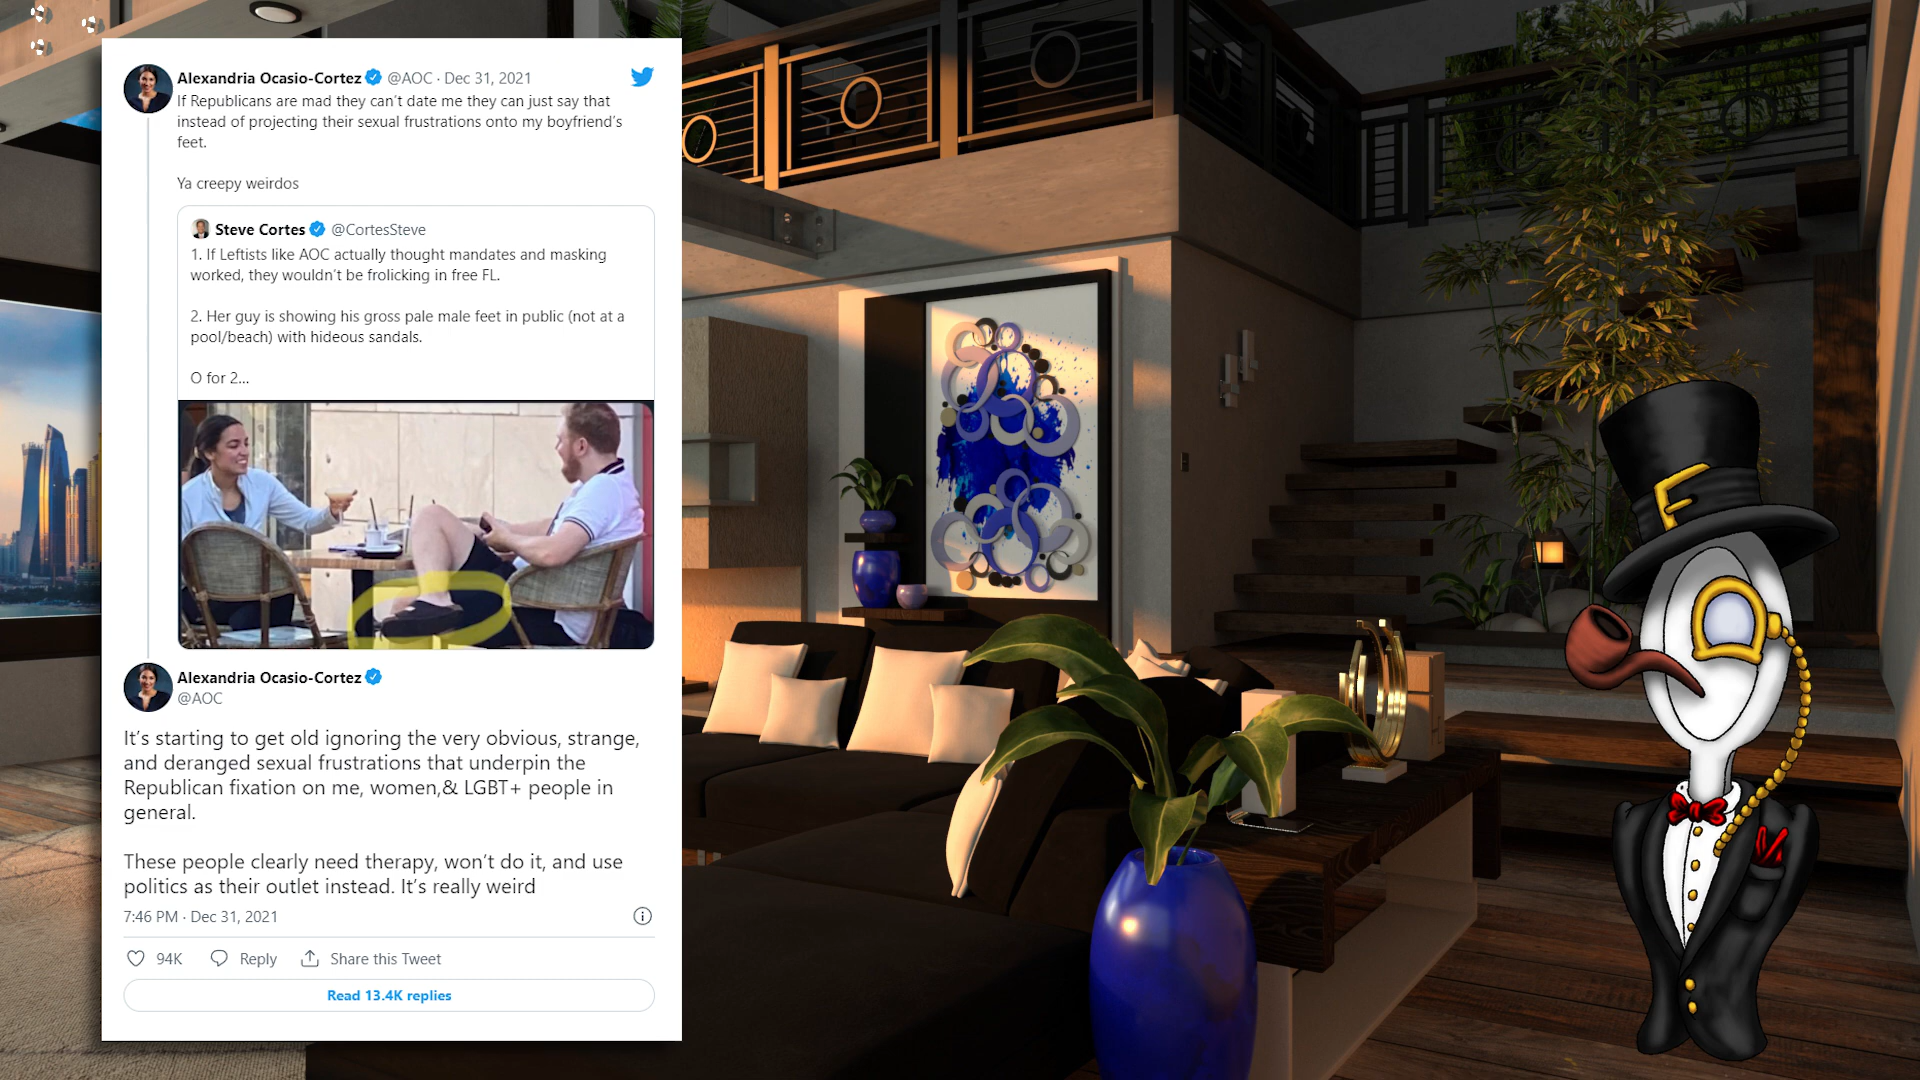 Alexandria Ocasio-Cortez @AOC · Dec 31, 2021
If Republicans are mad they can't date me they can just say that
instead of projecting their sexual frustrations onto my boyfriend's
feet.
Ya creepy weirdos
Steve Cortes @CortesSteve
1. If Leftists like AOC actually thought mandates and masking
worked, they wouldn't be frolicking in free FL.
2. Her guy is showing his gross pale male feet in public (not at a
pool/beach) with hideous sandals.
O for 2...
Alexandria Ocasio-Cortez
@AOC
It's starting to get old ignoring the very obvious, strange,
and deranged sexual frustrations that underpin the
Republican fixation on me, women,& LGBT+ people in
general.
These people clearly need therapy, won't do it, and use
politics as their outlet instead. It's really weird
7:46 PM · Dec 31, 2021
94K Reply Share this Tweet
Read 13.4K replies
F